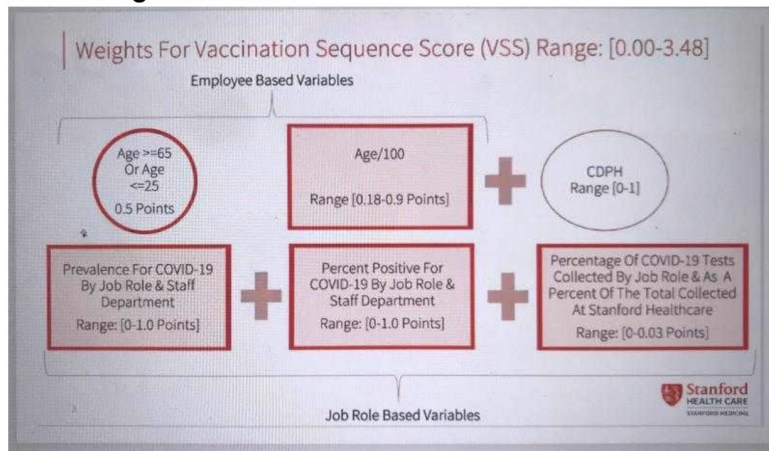 Weights For Vaccination Sequence Score (VSS) Range: [0.00-3.48]
Employee Based Variables
Age >=65
Or Age
<=25
0.5 Points
Age/100
Range [0.18-0.9 Points]
CDPH
Range [0-1]
Prevalence For COVID-19
By Job Role & Staff
Department
Range: [0-1.0 Points]
Percent Positive For
COVID-19 By Job Role &
Staff Department
Range: [0-1.0 Points]
Percentage Of COVID-19 Tests
Collected By Job Role & As A
Percent Of The Total Collected
At Stanford Healthcare
Range: [0-0.03 Points]
Job Role Based Variables
Stanford
HEALTH CARE
STANFORD MEDICINE